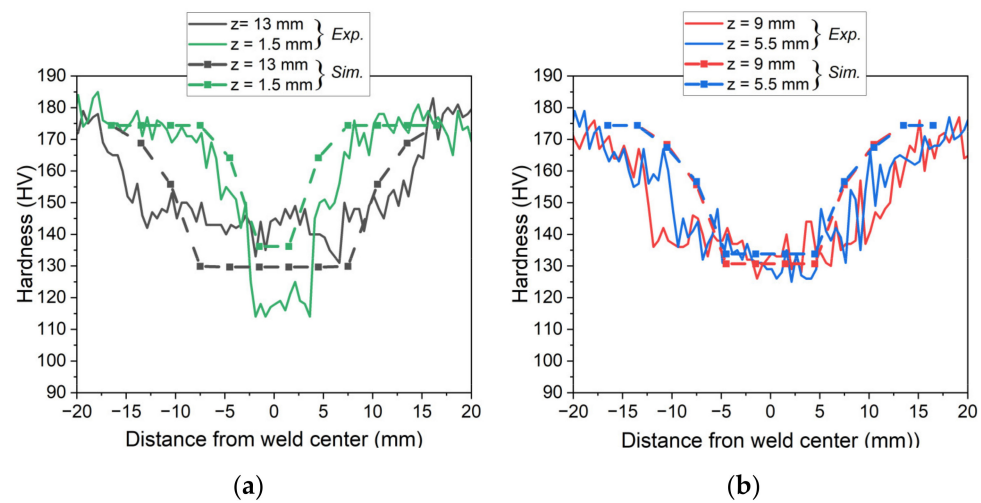 z= 13 mm
z = 1.5 mm
} Exp.
z = 13 mm
z = 1.5 mm
} Sim.
Hardness (HV)
190
180
170
160
150
140
130
120
110
100
90
−20 −15 −10 −5 0 5 10 15 20
Distance from weld center (mm)
(a)
z = 9 mm
z = 5.5 mm
} Exp.
z = 9 mm
z = 5.5 mm
} Sim.
Hardness (HV)
190
180
170
160
150
140
130
120
110
100
90
−20 −15 −10 −5 0 5 10 15 20
Distance fron weld center (mm))
(b)